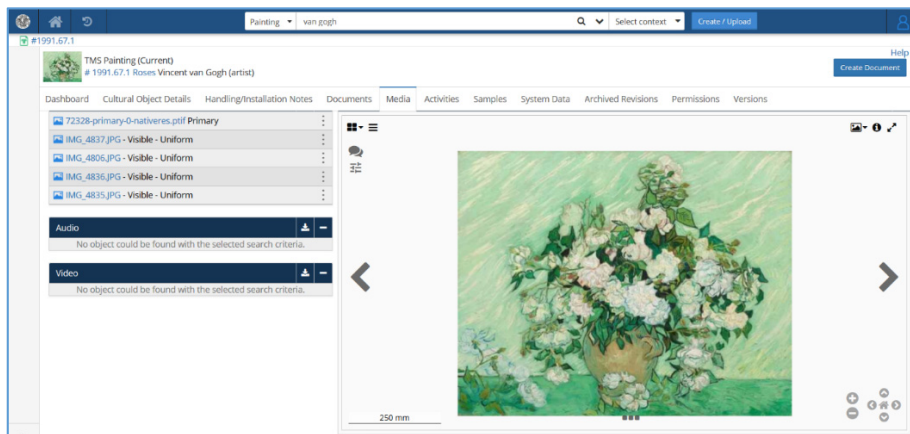 Painting van gogh Select context Create / Upload
#1991.67.1
Help
TMS Painting (Current)
# 1991.67.1 Roses Vincent van Gogh (artist)
Create Document
Dashboard Cultural Object Details Handling/Installation Notes Documents Media Activities Samples System Data Archived Revisions Permissions Versions
72328-primary-0-nativeres.ptif Primary
IMG_4837.JPG - Visible - Uniform
IMG_4806.JPG - Visible - Uniform
IMG_4836.JPG - Visible - Uniform
IMG_4835.JPG - Visible - Uniform
Audio
No object could be found with the selected search criteria.
Video
No object could be found with the selected search criteria.
250 mm